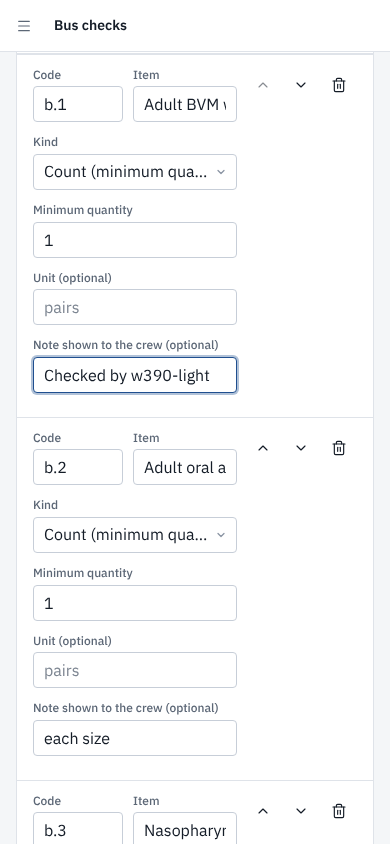 Bus checks
Code Item
b.1 Adult BVM
Kind
Count (minimum qua...
Minimum quantity
1
Unit (optional)
pairs
Note shown to the crew (optional)
Checked by w390-light
Code Item
b.2 Adult oral a
Kind
Count (minimum qua...
Minimum quantity
1
Unit (optional)
pairs
Note shown to the crew (optional)
each size
Code Item
b.3